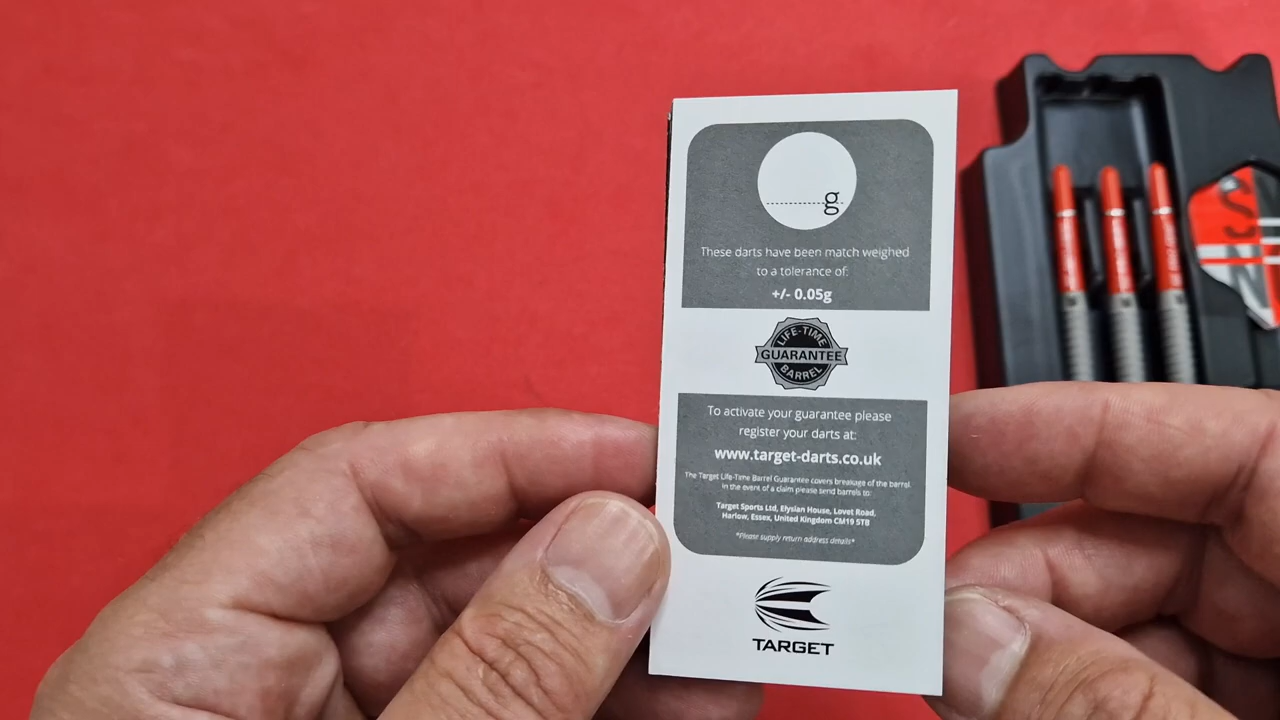 g
These darts have been match weighed
to a tolerance of:
+/- 0.05g
LIFE-TIME
GUARANTEE
BARREL
To activate your guarantee please
register your darts at:
www.target-darts.co.uk
The Target Life-Time Barrel Guarantee covers breakage of the barrel.
In the event of a claim please send barrels to:
Target Sports Ltd, Elysian House, Lovet Road,
Harlow, Essex, United Kingdom CM19 5TB
*Please supply return address details*
TARGET